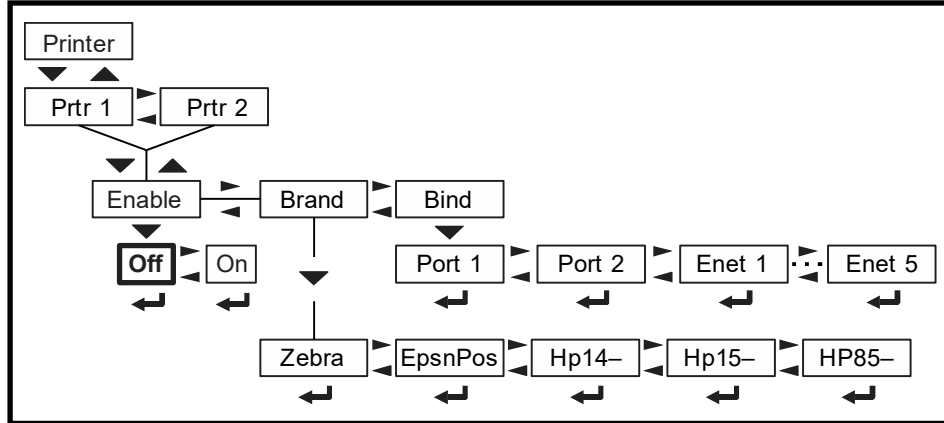 Printer
Prtr 1 Prtr 2
Enable Brand Bind
Off On Port 1 Port 2 Enet 1 Enet 5
Zebra EpsnPos Hp14– Hp15– HP85–